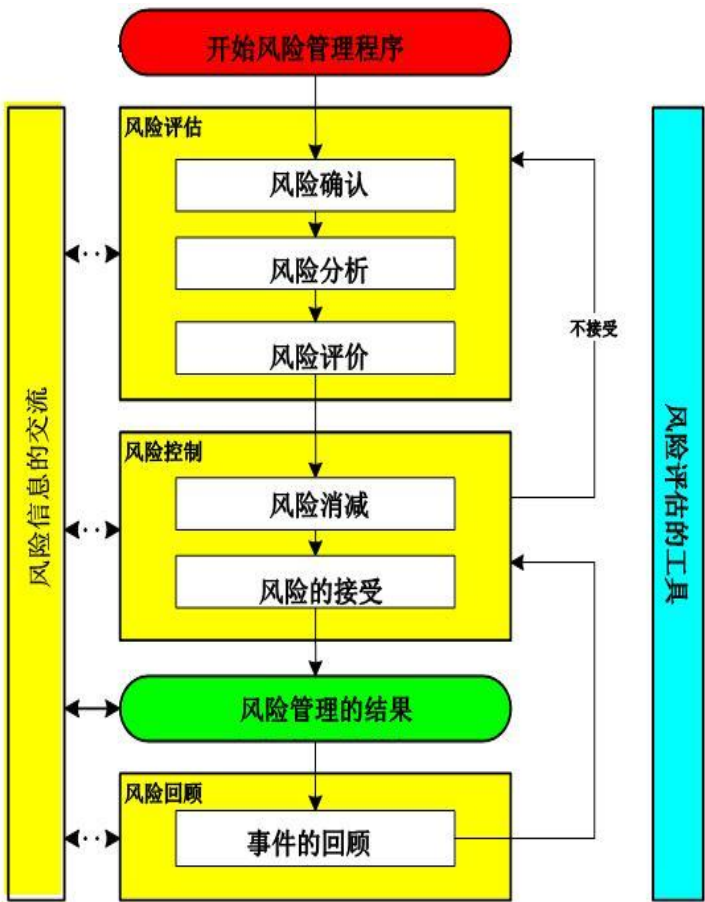 开始风险管理程序
风险评估
风险确认
风险分析
风险评价
不接受
风险控制
风险消减
风险的接受
风险管理的结果
风险回顾
事件的回顾
风险信息的交流
风险评估的工具